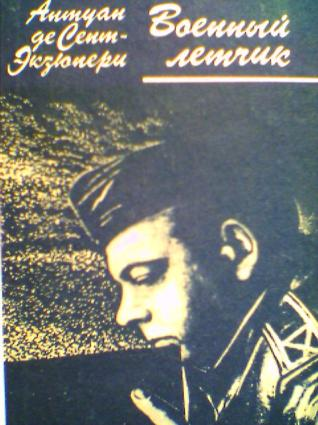 Антуан
де Сент-
Экзюпери
Военный
летчик